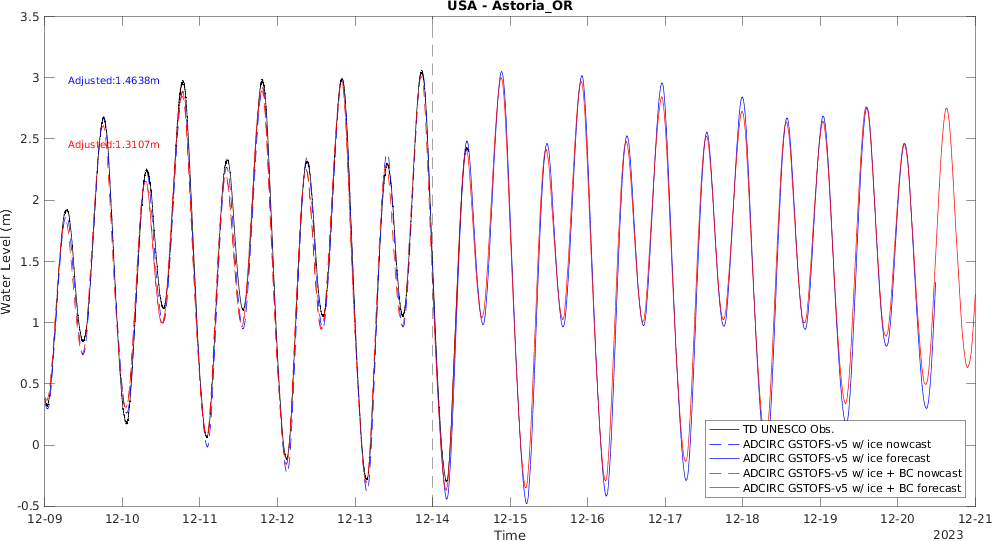 USA - Astoria_OR
Adjusted:1.4638m
Adjusted:1.3107m
Water Level (m)
3.5
3
2.5
2
1.5
1
0.5
0
-0.5
12-09 12-10 12-11 12-12 12-13 12-14 12-15 12-16 12-17 12-18 12-19 12-20 12-21
Time
2023
TD UNESCO Obs.
ADCIRC GSTOFS-v5 w/ ice nowcast
ADCIRC GSTOFS-v5 w/ ice forecast
ADCIRC GSTOFS-v5 w/ ice + BC nowcast
ADCIRC GSTOFS-v5 w/ ice + BC forecast